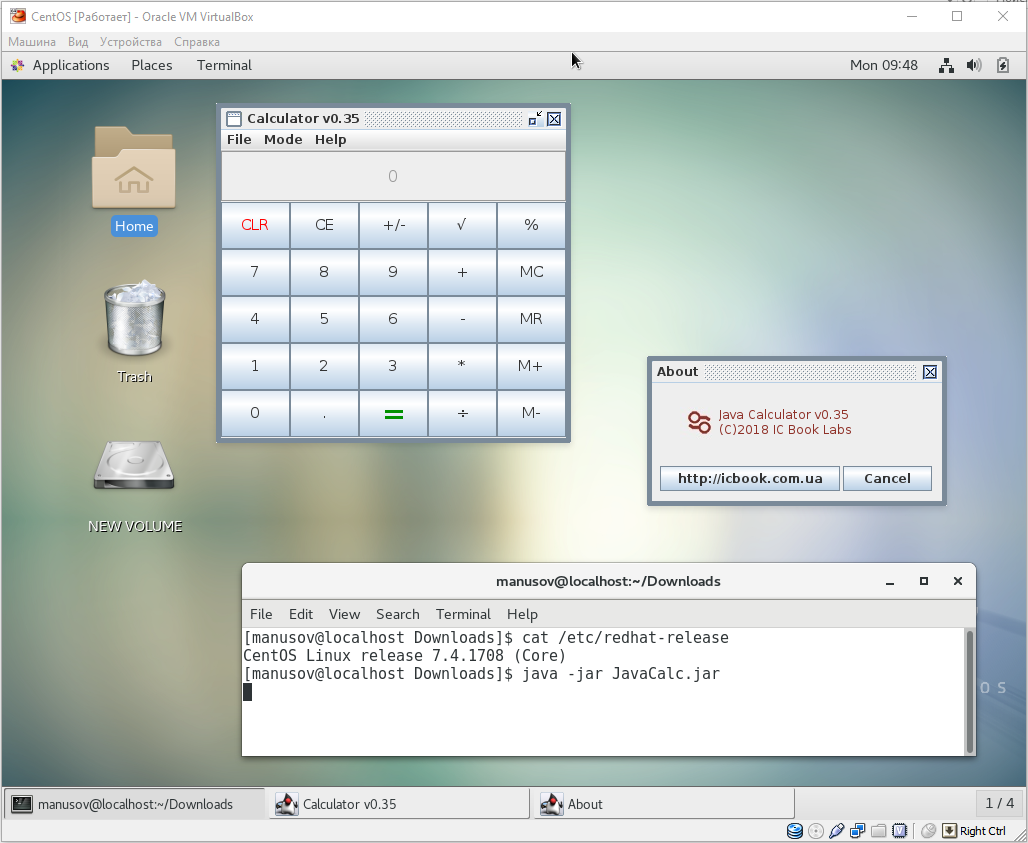 CentOS [Работает] - Oracle VM VirtualBox
Машина Вид Устройства Справка
Applications Places Terminal Mon 09:48
Home
Trash
NEW VOLUME
Calculator v0.35
File Mode Help
0
CLR CE +/- √ %
7 8 9 + MC
4 5 6 - MR
1 2 3 * M+
0 . = ÷ M-
About
Java Calculator v0.35
(C)2018 IC Book Labs
http://icbook.com.ua Cancel
manusov@localhost:~/Downloads
File Edit View Search Terminal Help
[manusov@localhost Downloads]$ cat /etc/redhat-release
CentOS Linux release 7.4.1708 (Core)
[manusov@localhost Downloads]$ java -jar JavaCalc.jar
manusov@localhost:~/Downloads Calculator v0.35 About 1 / 4
Right Ctrl